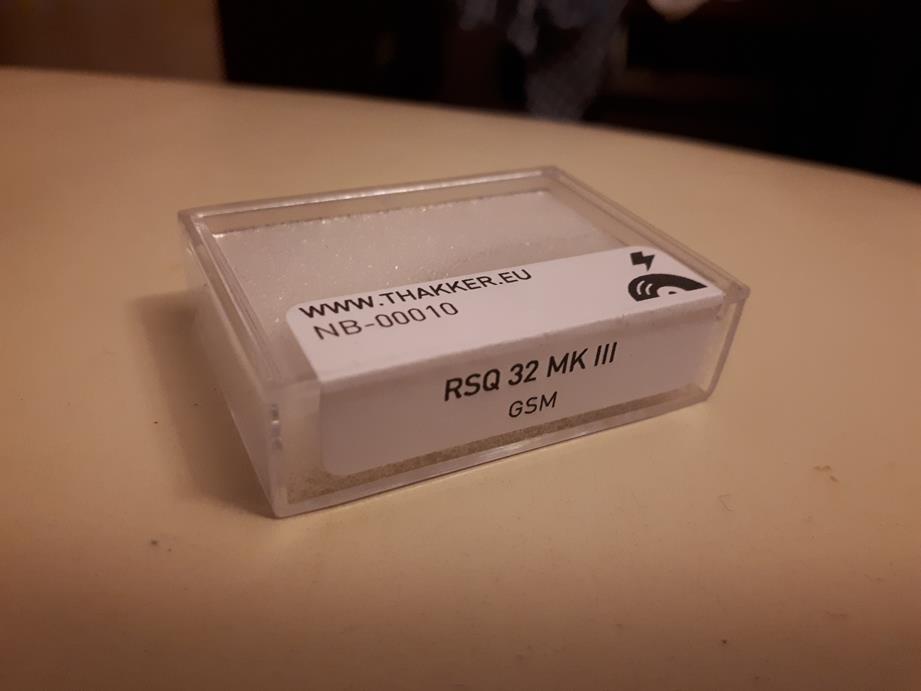 WWW.THAKKER.EU
NB-00010
RSQ 32 MK III
GSM